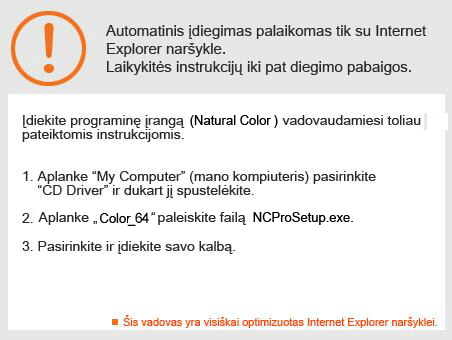 Automatinis įdiegimas palaikomas tik su Internet
Explorer naršykle.
Laikykitės instrukcijų iki pat diegimo pabaigos.
Įdiekite programinę įrangą (Natural Color ) vadovaudamiesi toliau
pateiktomis instrukcijomis.
1. Aplanke “My Computer” (mano kompiuteris) pasirinkite
“CD Driver” ir dukart jį spustelėkite.
2. Aplanke „Color_64“ paleiskite failą NCProSetup.exe.
3. Pasirinkite ir įdiekite savo kalbą.
Šis vadovas yra visiškai optimizuotas Internet Explorer naršyklei.